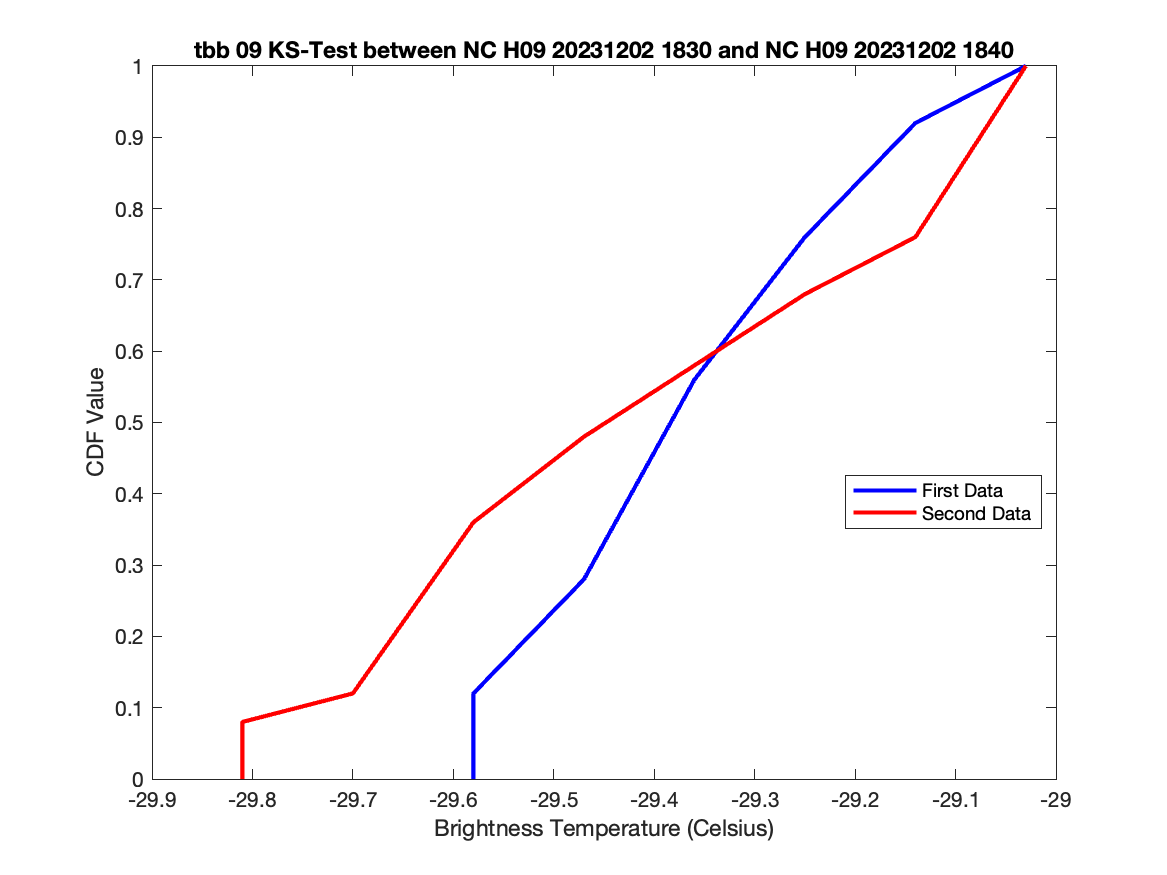 tbb 09 KS-Test between NC H09 20231202 1830 and NC H09 20231202 1840
1
0.9
0.8
0.7
0.6
0.5
0.4
0.3
0.2
0.1
0
CDF Value
First Data
Second Data
-29.9 -29.8 -29.7 -29.6 -29.5 -29.4 -29.3 -29.2 -29.1 -29
Brightness Temperature (Celsius)